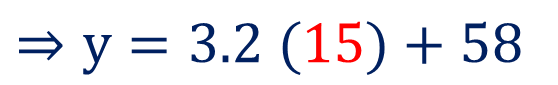 ⇒ y = 3.2 (15) + 58